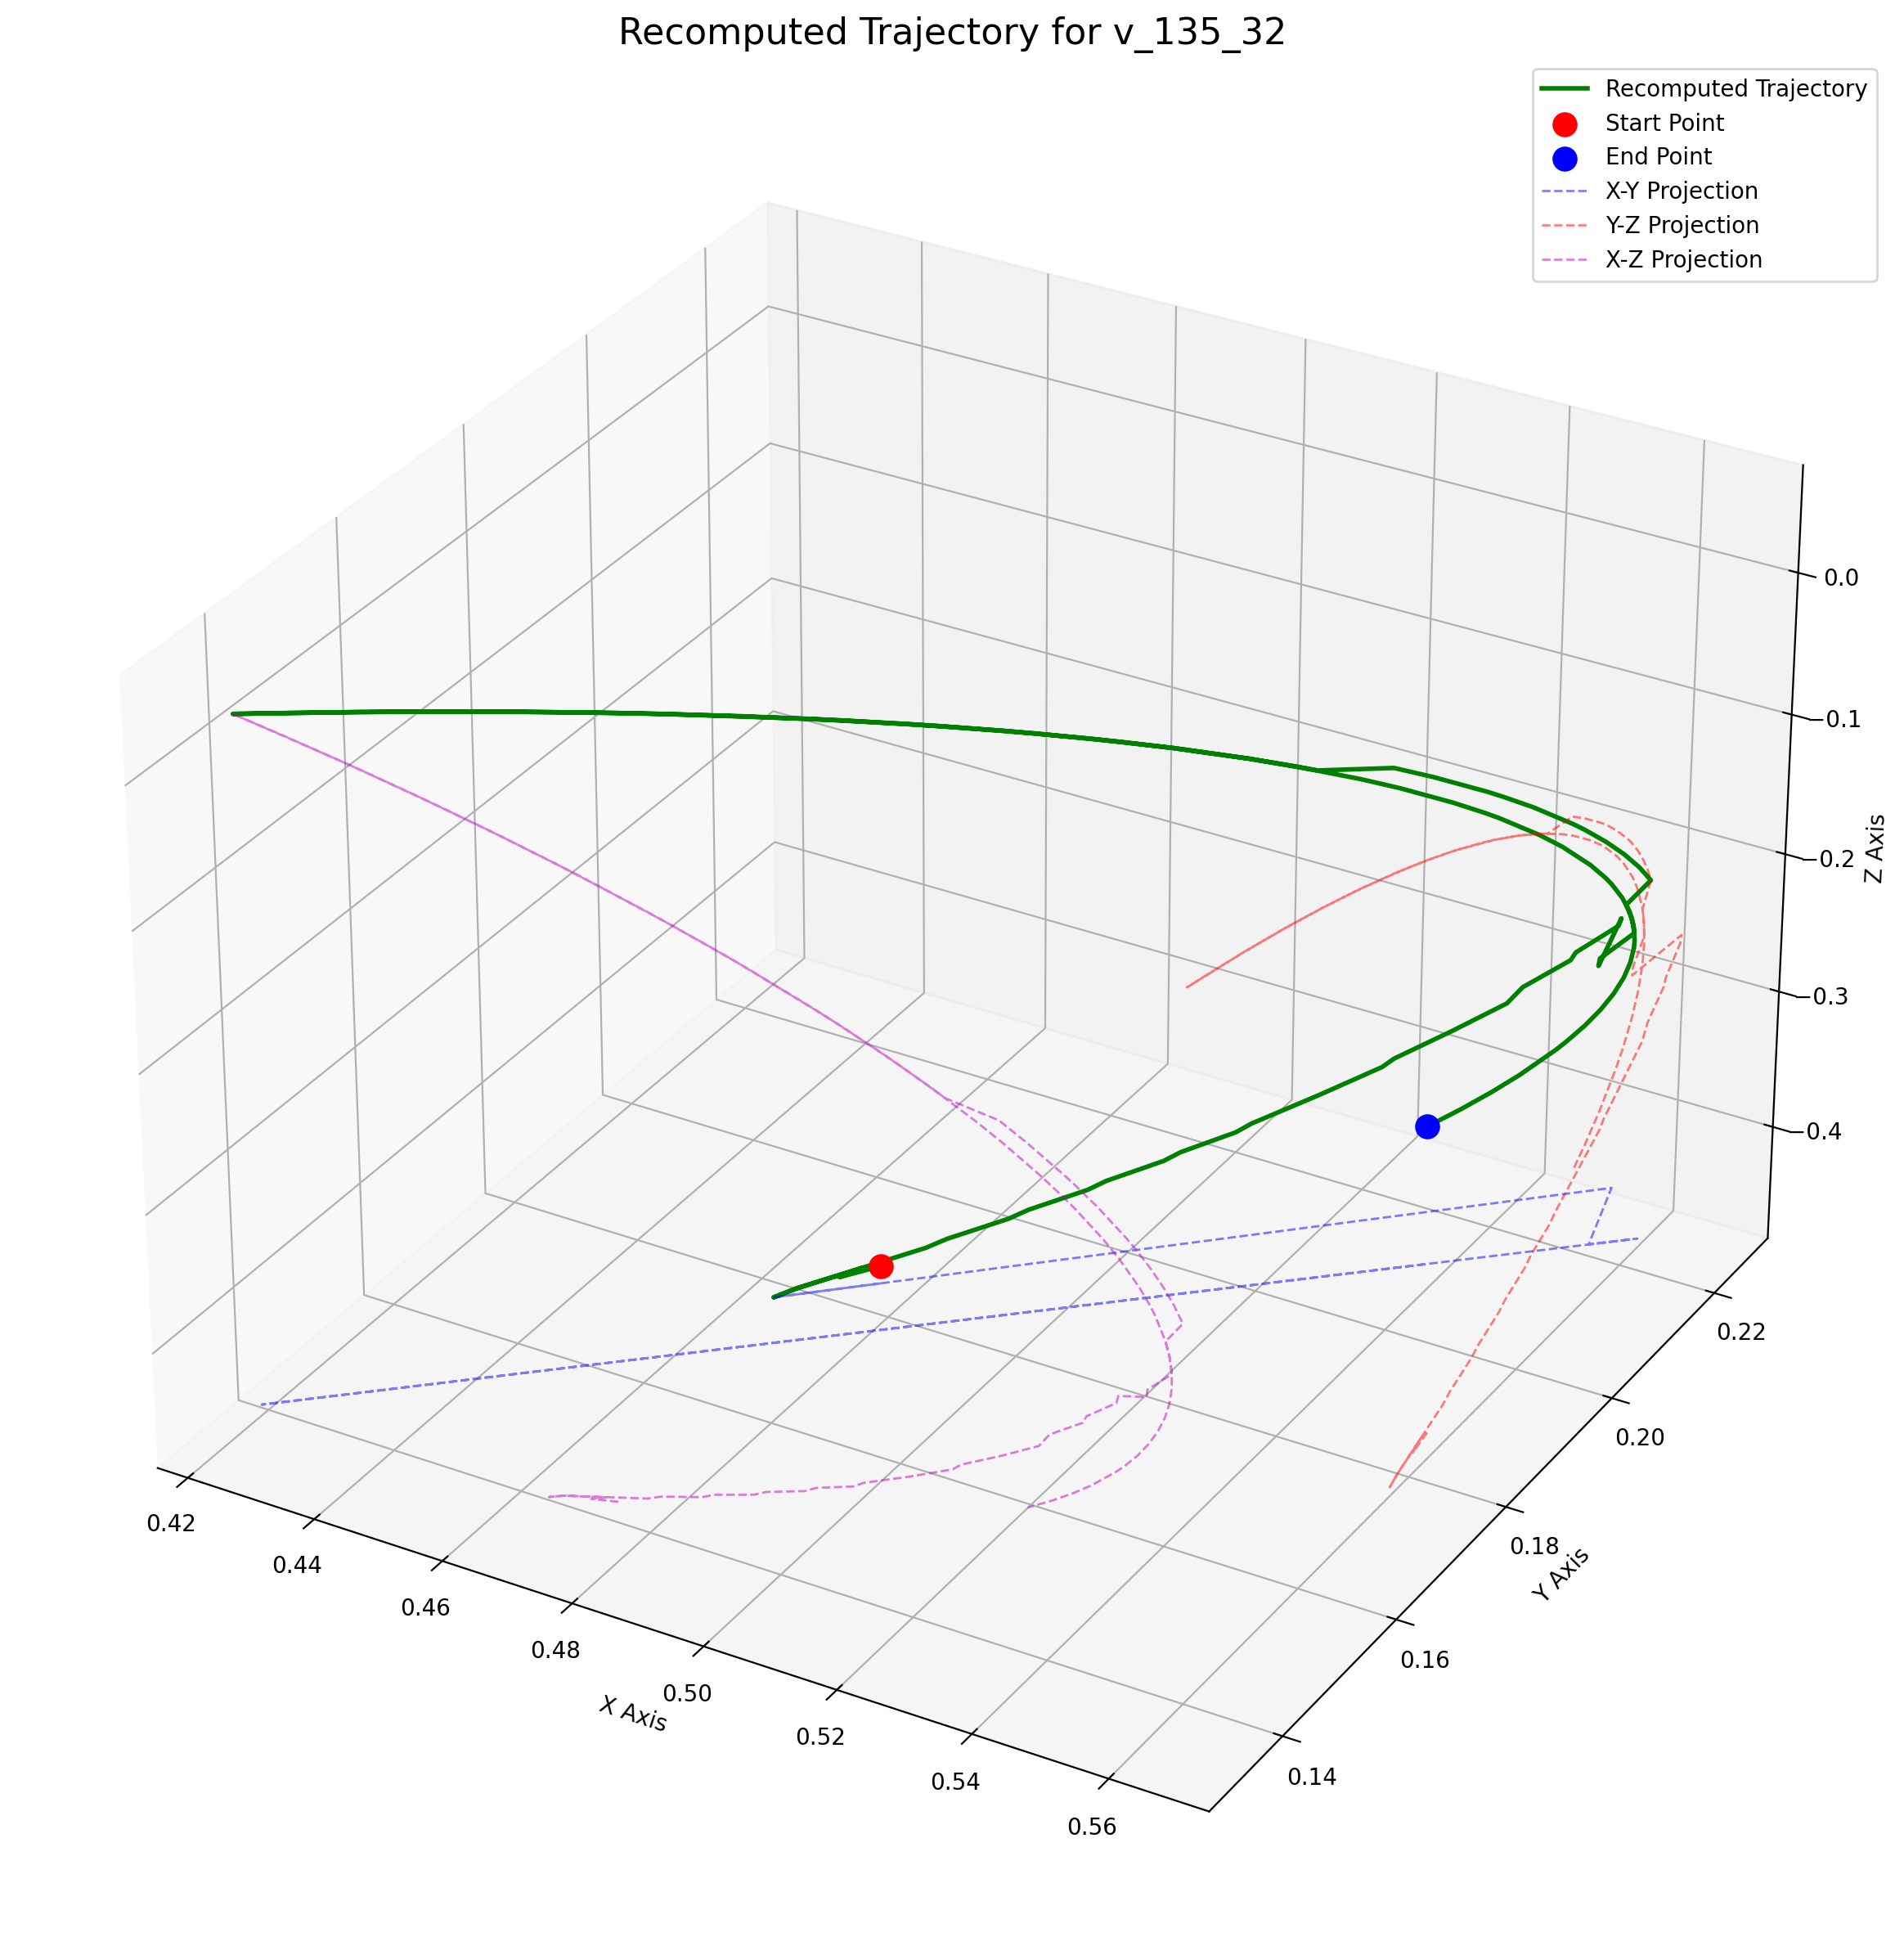 Recomputed Trajectory for v_135_32
Recomputed Trajectory
Start Point
End Point
X-Y Projection
Y-Z Projection
X-Z Projection
0.0
0.1
0.2
0.3
0.4
Z Axis
0.22
0.20
0.18
0.16
0.14
Y Axis
0.42
0.44
0.46
0.48
0.50
0.52
0.54
0.56
X Axis